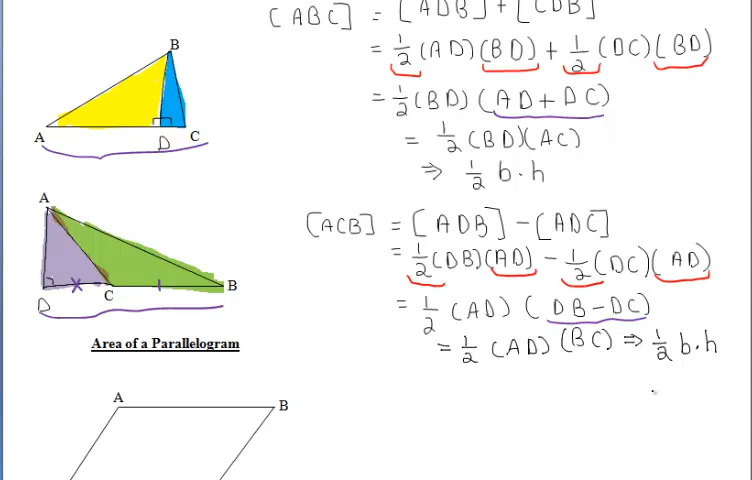 [ABC] = [ADB] + [CDB]
= 1/2 (AD)(BD) + 1/2 (DC)(BD)
= 1/2 (BD) (AD + DC)
= 1/2 (BD)(AC)
⇒ 1/2 b·h
B
A
D
C
[ACB] = [ADB] - [ADC]
= 1/2 (DB)(AD) - 1/2 (DC)(AD)
= 1/2 (AD) (DB - DC)
= 1/2 (AD) (BC) ⇒ 1/2 b·h
A
D
C
B
Area of a Parallelogram
A
B